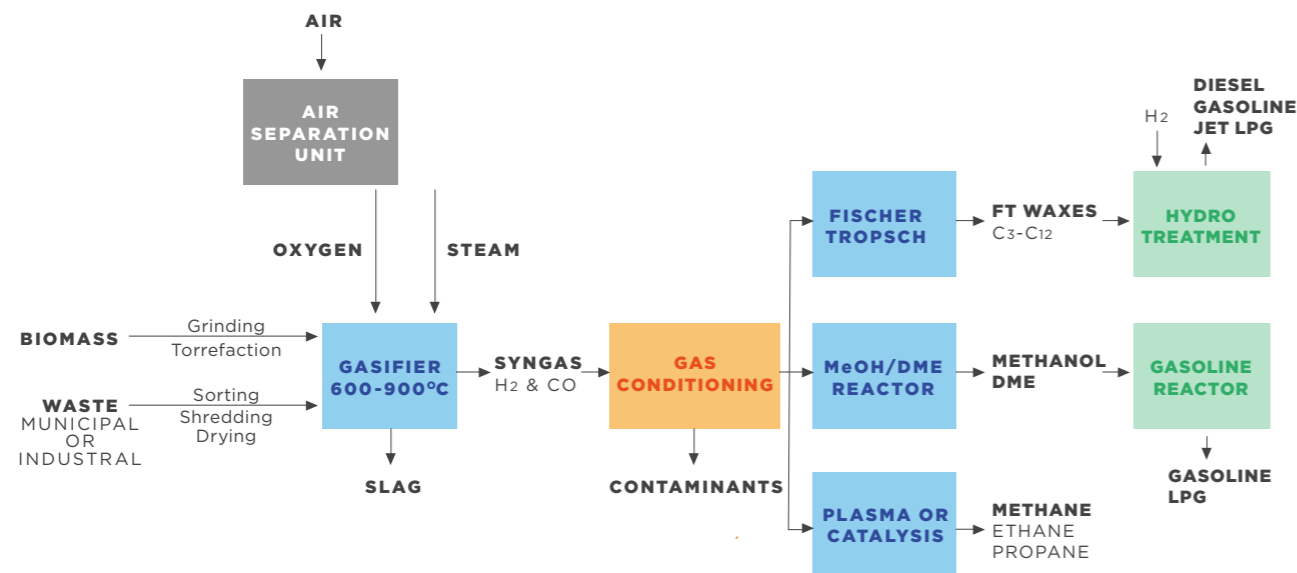 AIR
AIR
SEPARATION
UNIT
OXYGEN
STEAM
BIOMASS
Grinding
Torrefaction
WASTE
MUNICIPAL
OR
INDUSTRAL
Sorting
Shredding
Drying
GASIFIER
600-900°C
SLAG
SYNGAS
H2 & CO
GAS
CONDITIONING
CONTAMINANTS
FISCHER
TROPSCH
FT WAXES
C3-C12
H2
DIESEL
GASOLINE
JET LPG
HYDRO
TREATMENT
MeOH/DME
REACTOR
METHANOL
DME
GASOLINE
REACTOR
GASOLINE
LPG
PLASMA OR
CATALYSIS
METHANE
ETHANE
PROPANE